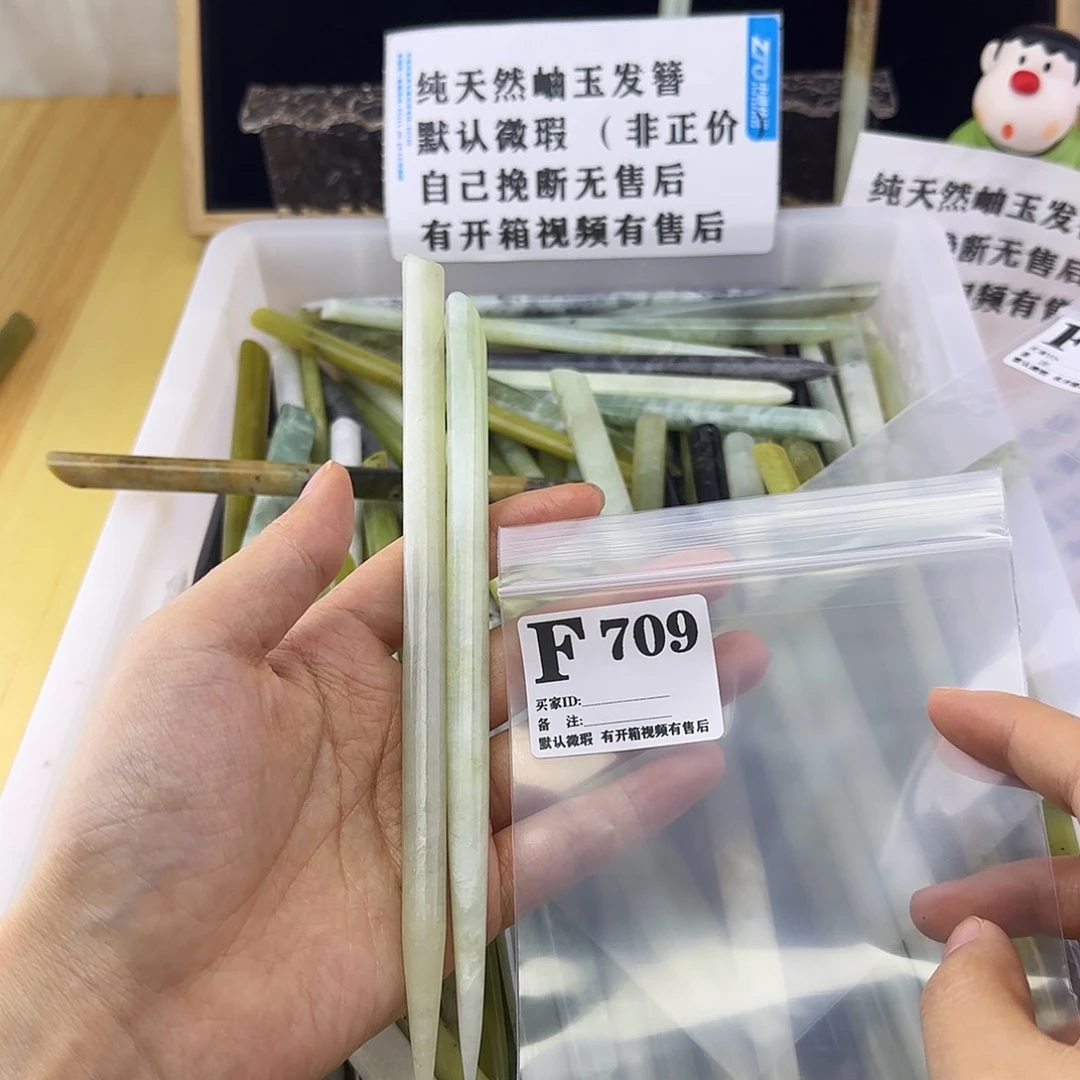 纯天然岫玉发簪
默认微瑕 （非正价
自己挽断无售后
有开箱视频有售后
ZTO
纯天然岫玉发
断无售后
视频有售
F
F 709
买家ID:
备 注:
默认微瑕 有开箱视频有售后